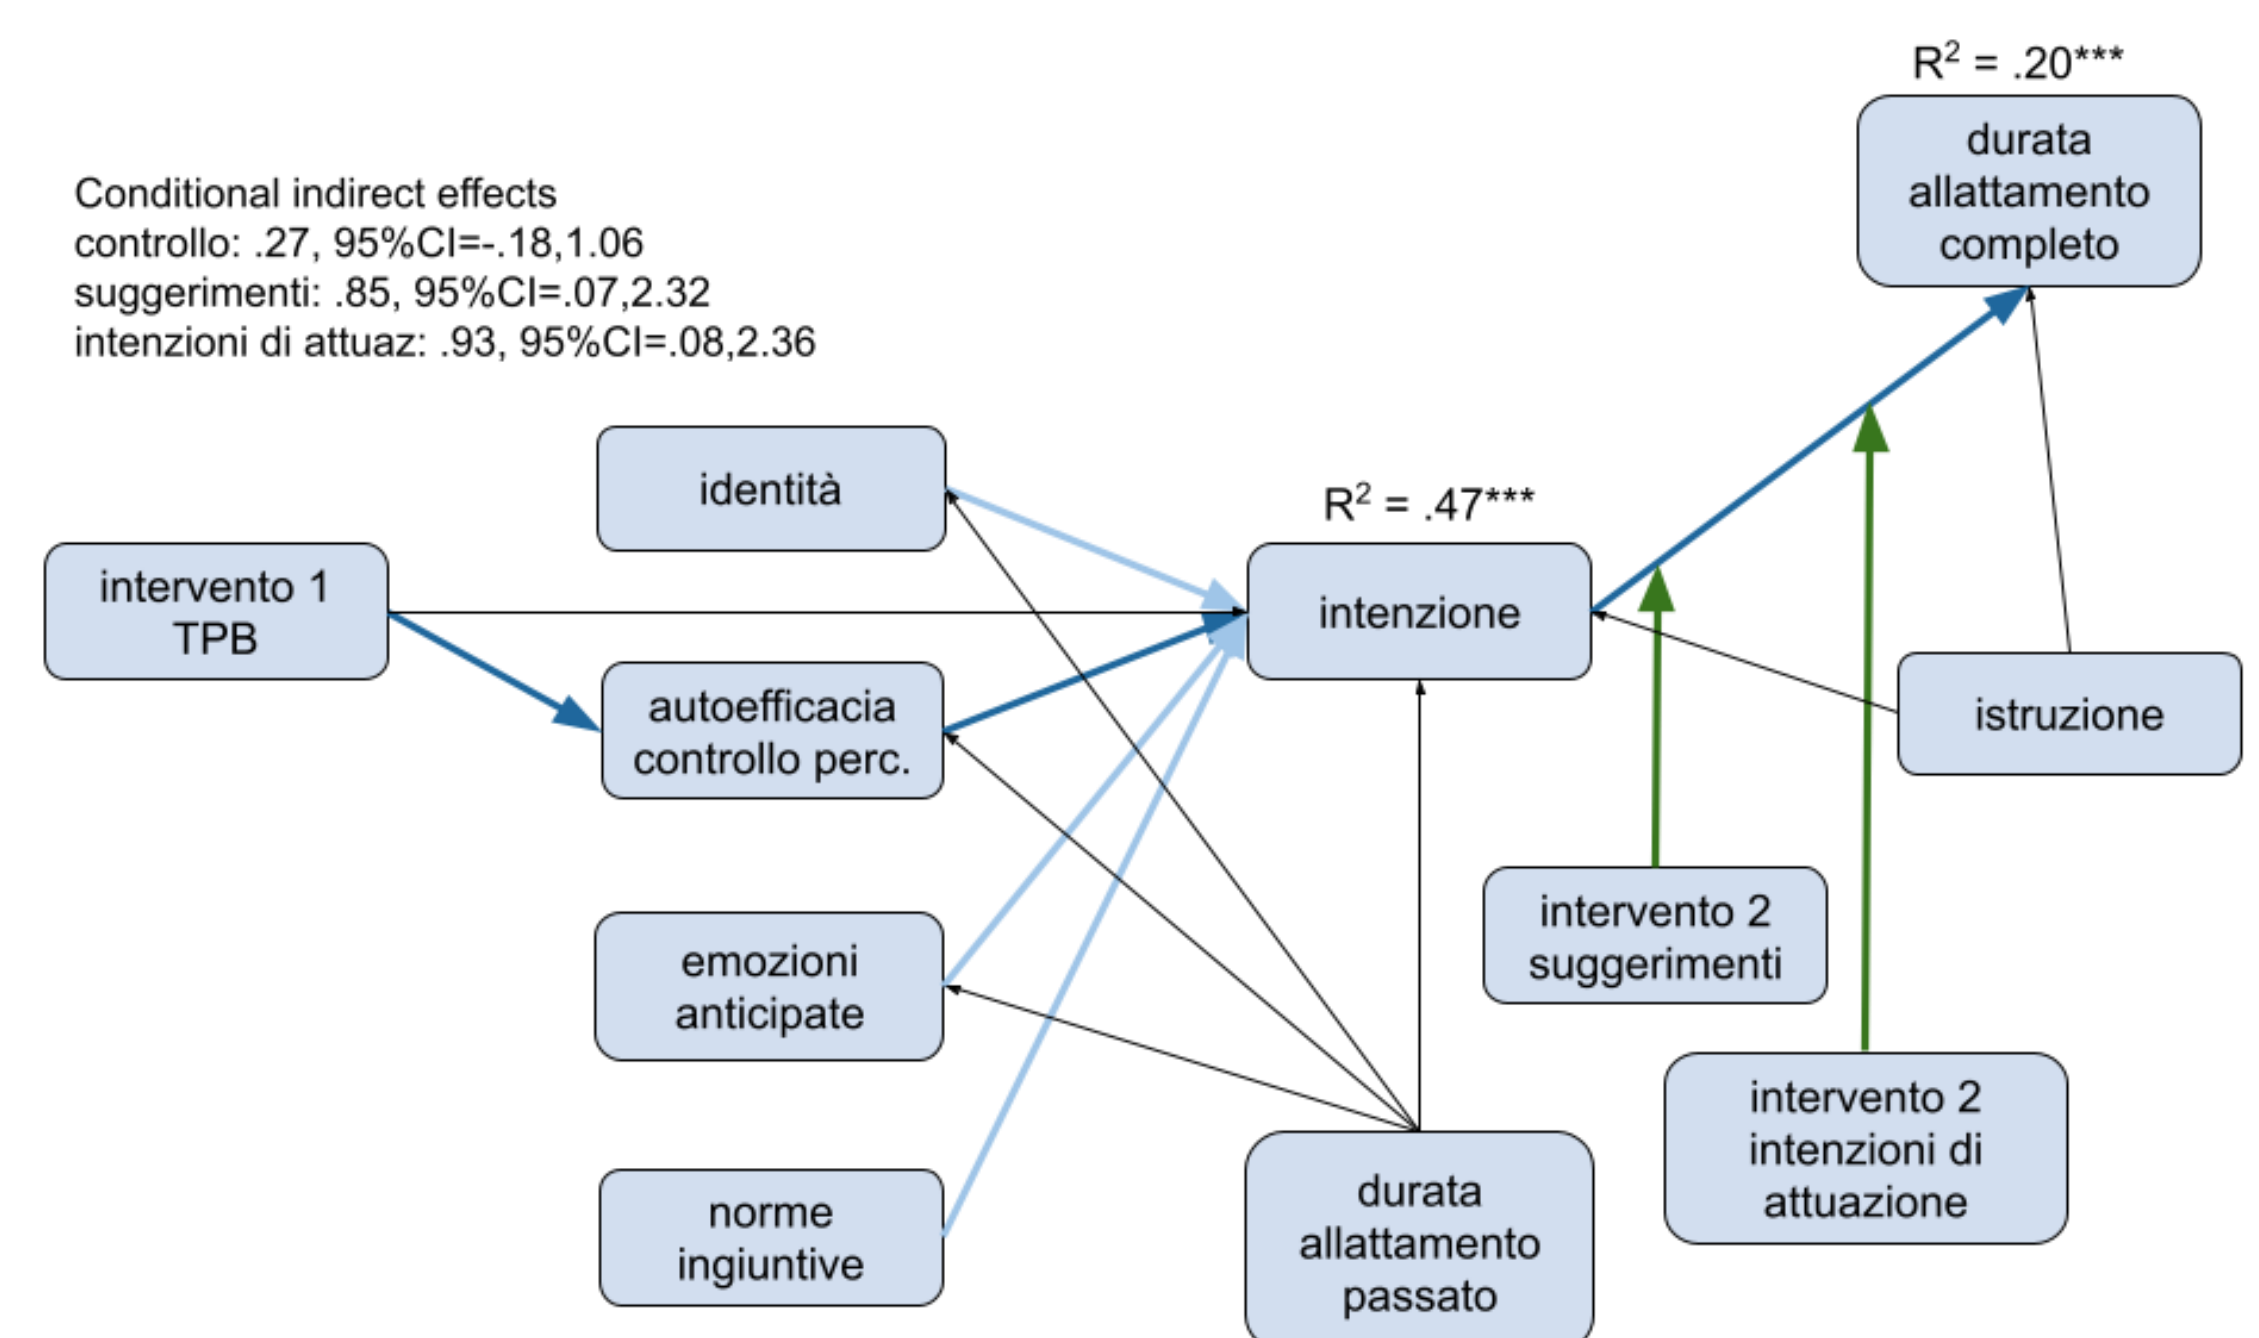 R² = .20***
durata
allattamento
completo
Conditional indirect effects
controllo: .27, 95%CI=-.18,1.06
suggerimenti: .85, 95%CI=.07,2.32
intenzioni di attuaz: .93, 95%CI=.08,2.36
identità
R² = .47***
intervento 1
TPB
intenzione
autoefficacia
controllo perc.
istruzione
emozioni
anticipate
intervento 2
suggerimenti
intervento 2
intenzioni di
attuazione
norme
ingiuntive
durata
allattamento
passato